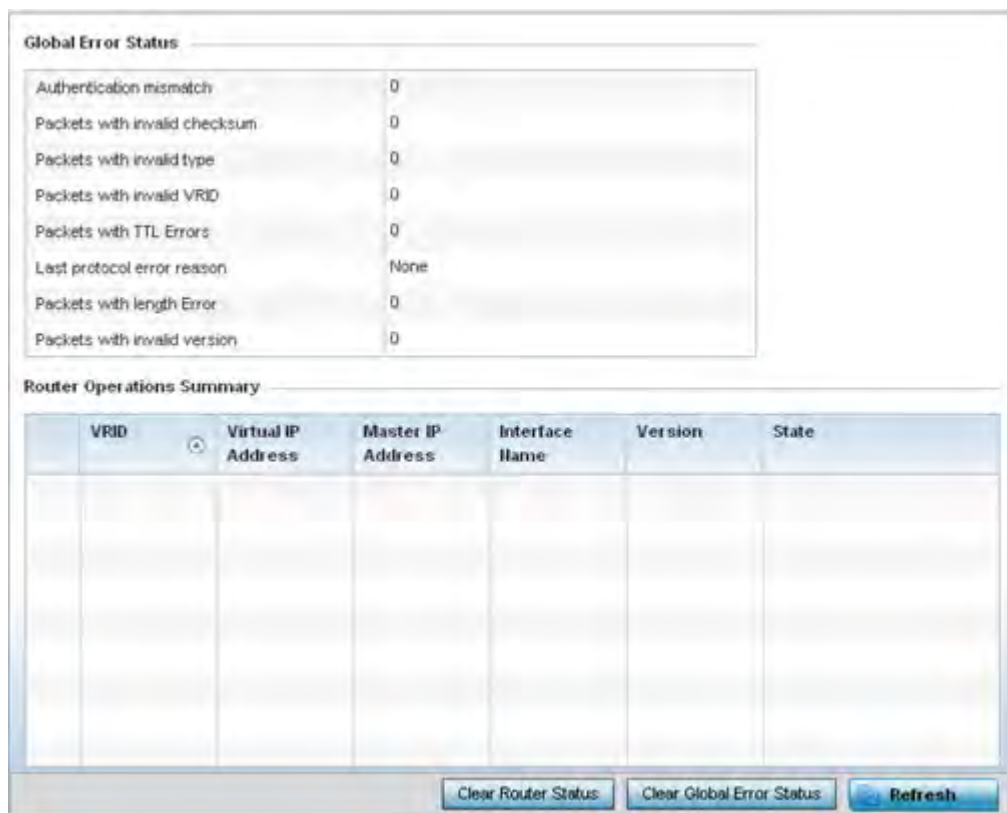 Global Error Status
Authentication mismatch 0
Packets with invalid checksum 0
Packets with invalid type 0
Packets with invalid VRID 0
Packets with TTL Errors 0
Last protocol error reason None
Packets with length Error 0
Packets with invalid version 0
Router Operations Summary
VRID Virtual IP Address Master IP Address Interface Name Version State
Clear Router Status Clear Global Error Status Refresh